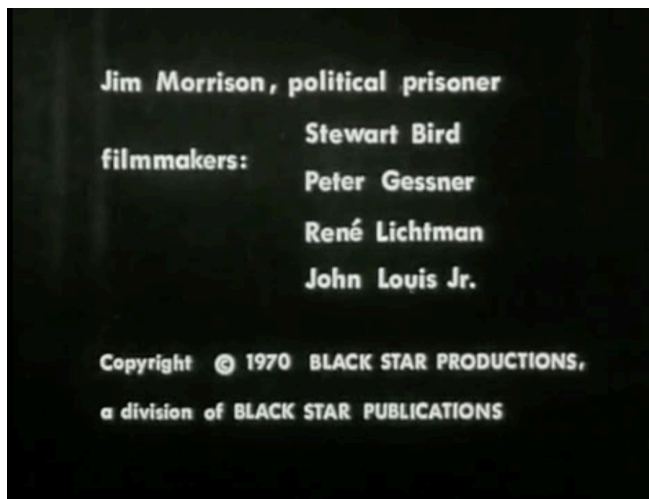 Jim Morrison, political prisoner
Stewart Bird
filmmakers:
Peter Gessner
René Lichtman
John Louis Jr.
Copyright © 1970 BLACK STAR PRODUCTIONS,
a division of BLACK STAR PUBLICATIONS